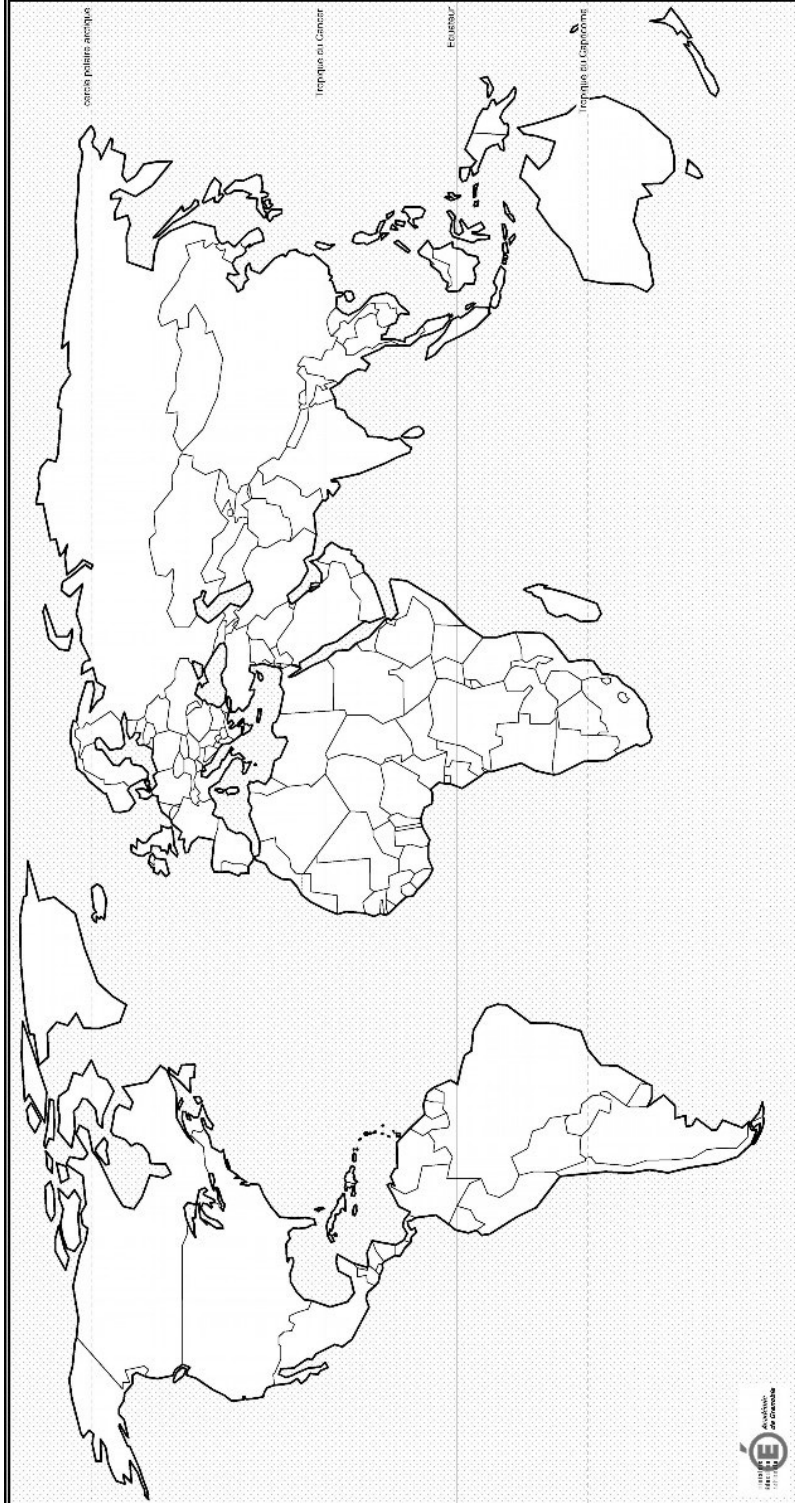 cercle polaire arctique
Tropique du Cancer
Equateur
Tropique du Capricorne
Académie
de Grenoble